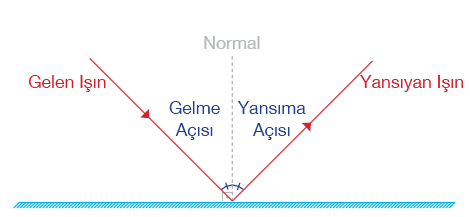 Normal
Gelen Işın
Yansıyan Işın
Gelme
Açısı
Yansıma
Açısı